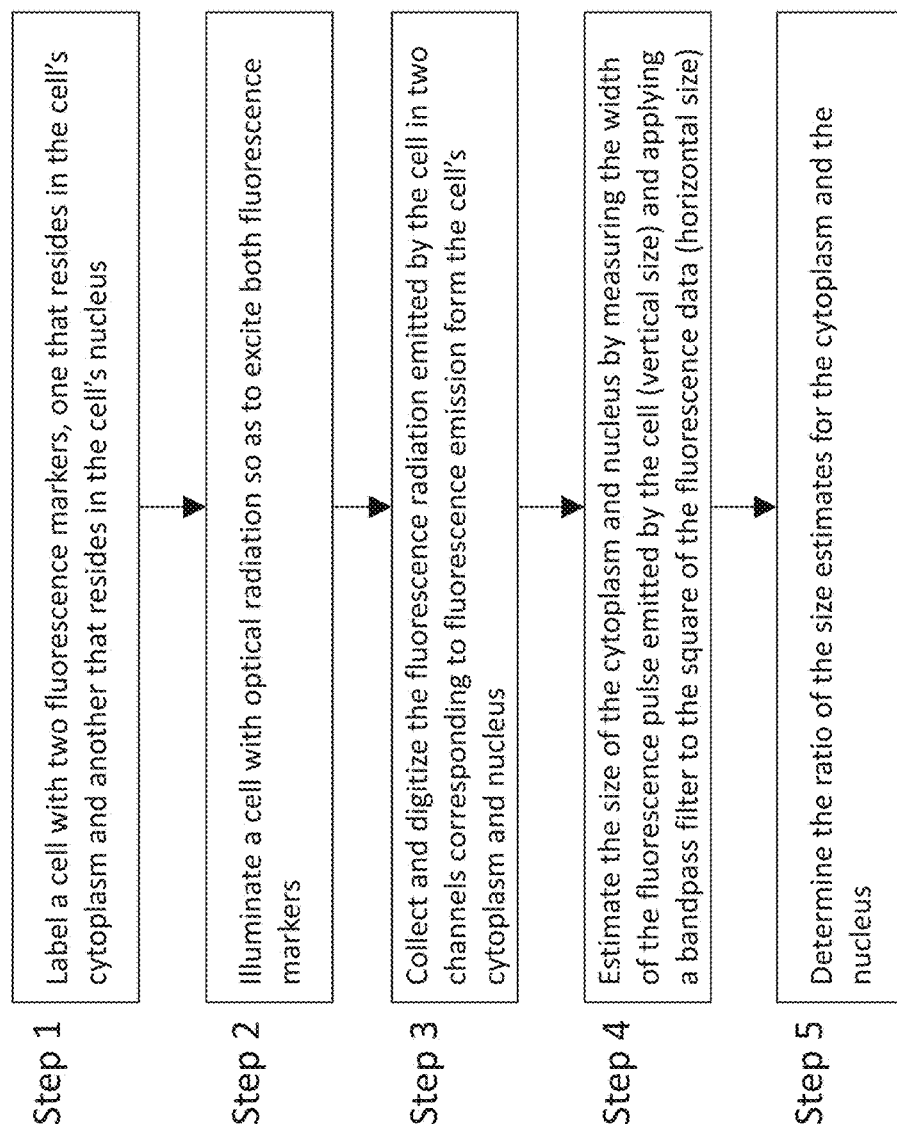 Step 1
Label a cell with two fluorescence markers, one that resides in the cell's
cytoplasm and another that resides in the cell's nucleus
Step 2
Illuminate a cell with optical radiation so as to excite both fluorescence
markers
Step 3
Collect and digitize the fluorescence radiation emitted by the cell in two
channels corresponding to fluorescence emission form the cell's
cytoplasm and nucleus
Step 4
Estimate the size of the cytoplasm and nucleus by measuring the width
of the fluorescence pulse emitted by the cell (vertical size) and applying
a bandpass filter to the square of the fluorescence data (horizontal size)
Step 5
Determine the ratio of the size estimates for the cytoplasm and the
nucleus